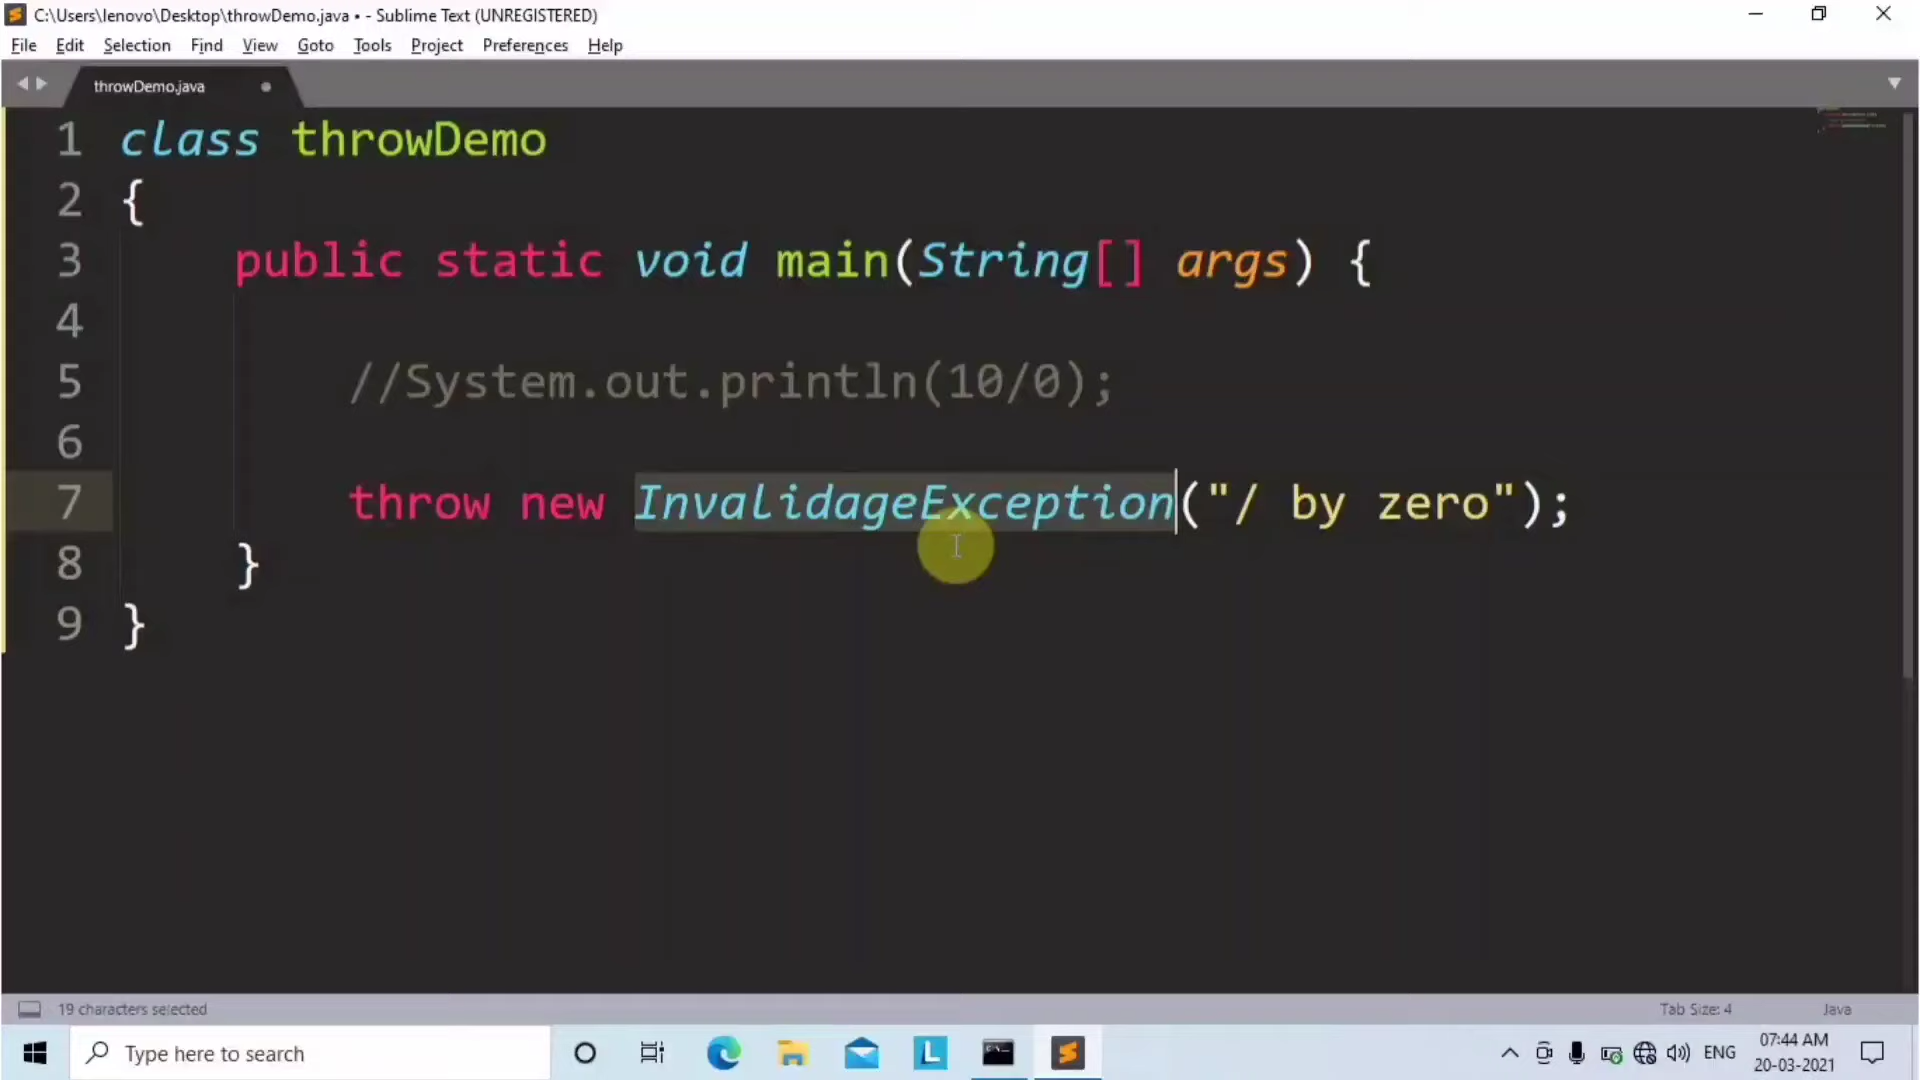 C:\Users\lenovo\Desktop\throwDemo.java • - Sublime Text (UNREGISTERED)
File Edit Selection Find View Goto Tools Project Preferences Help
throwDemo.java
1 class throwDemo
2 {
3 public static void main(String[] args) {
4
5 //System.out.println(10/0);
6
7 throw new InvalidageException("/ by zero");
8 }
9 }
19 characters selected Tab Size: 4 Java
Type here to search ENG 07:44 AM
20-03-2021